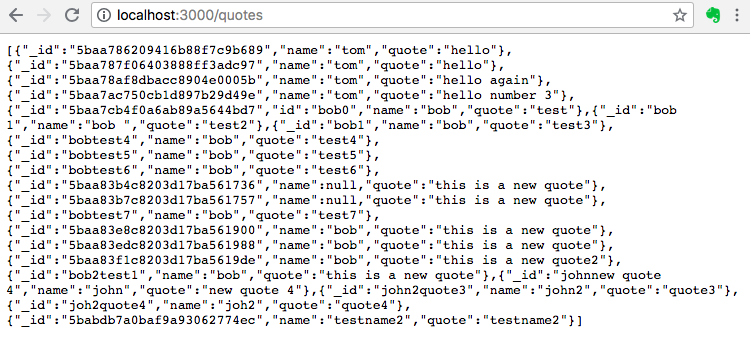 localhost:3000/quotes
[{"_id":"5baa786209416b88f7c9b689","name":"tom","quote":"hello"},
{"_id":"5baa787f06403888ff3adc97","name":"tom","quote":"hello"},
{"_id":"5baa78af8dbacc8904e0005b","name":"tom","quote":"hello again"},
{"_id":"5baa7ac750cb1d897b29d49e","name":"tom","quote":"hello number 3"},
{"_id":"5baa7cb4f0a6ab89a5644bd7","id":"bob0","name":"bob","quote":"test"},{"_id":"bob
1","name":"bob ","quote":"test2"},{"_id":"bob1","name":"bob","quote":"test3"},
{"_id":"bobtest4","name":"bob","quote":"test4"},
{"_id":"bobtest5","name":"bob","quote":"test5"},
{"_id":"bobtest6","name":"bob","quote":"test6"},
{"_id":"5baa83b4c8203d17ba561736","name":null,"quote":"this is a new quote"},
{"_id":"5baa83b7c8203d17ba561757","name":null,"quote":"this is a new quote"},
{"_id":"bobtest7","name":"bob","quote":"test7"},
{"_id":"5baa83e8c8203d17ba561900","name":"bob","quote":"this is a new quote"},
{"_id":"5baa83edc8203d17ba561988","name":"bob","quote":"this is a new quote"},
{"_id":"5baa83f1c8203d17ba5619de","name":"bob","quote":"this is a new quote2"},
{"_id":"bob2test1","name":"bob","quote":"this is a new quote"},{"_id":"johnnew quote
4","name":"john","quote":"new quote 4"},{"_id":"john2quote3","name":"john2","quote":"quote3"},
{"_id":"joh2quote4","name":"joh2","quote":"quote4"},
{"_id":"5babdb7a0baf9a93062774ec","name":"testname2","quote":"testname2"}]